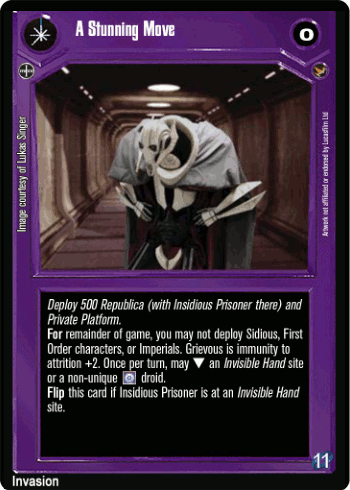 A Stunning Move
0
Image courtesy of Lukas Singer
Artwork not affiliated or endorsed by Lucasfilm Ltd
Deploy 500 Republica (with Insidious Prisoner there) and
Private Platform.
For remainder of game, you may not deploy Sidious, First
Order characters, or Imperials. Grievous is immunity to
attrition +2. Once per turn, may ▼ an Invisible Hand site
or a non-unique droid.
Flip this card if Insidious Prisoner is at an Invisible Hand
site.
11
Invasion